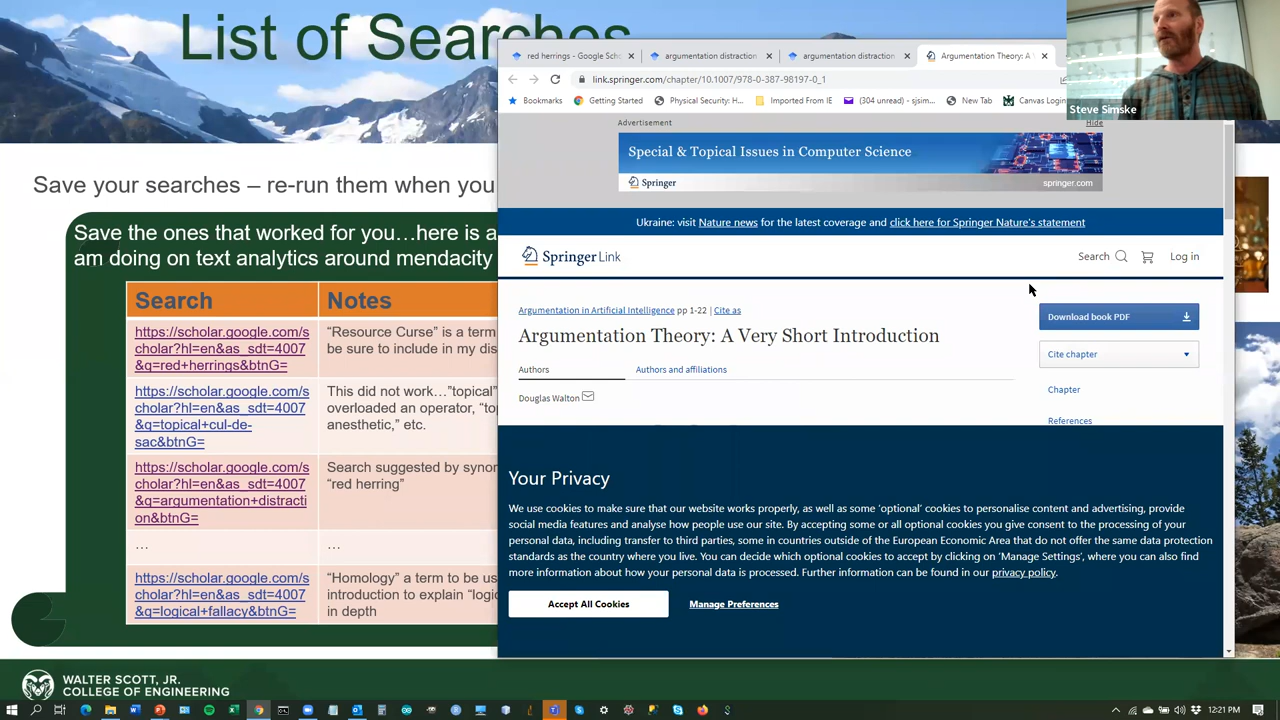 List of Searches
Save your searches – re-run them when you
Save the ones that worked for you…here is a
am doing on text analytics around mendacity
Search
Notes
https://scholar.google.com/s
cholar?hl=en&as_sdt=4007
&q=red+herrings&btnG=
"Resource Curse" is a term
be sure to include in my dis
https://scholar.google.com/s
cholar?hl=en&as_sdt=4007
&q=topical+cul-de-
sac&btnG=
This did not work…"topical"
overloaded an operator, "top
anesthetic," etc.
https://scholar.google.com/s
cholar?hl=en&as_sdt=4007
&q=argumentation+distracti
on&btnG=
Search suggested by synon
"red herring"
…
…
https://scholar.google.com/s
cholar?hl=en&as_sdt=4007
&q=logical+fallacy&btnG=
"Homology" a term to be us
introduction to explain "logi
in depth
WALTER SCOTT, JR.
COLLEGE OF ENGINEERING
red herrings - Google Scho
argumentation distraction
argumentation distraction
Argumentation Theory: A V
link.springer.com/chapter/10.1007/978-0-387-98197-0_1
Bookmarks
Getting Started
Physical Security: H...
Imported From IE
(304 unread) - sjsim...
New Tab
Canvas Login
Steve Simske
Advertisement
Hide
Special & Topical Issues in Computer Science
Springer
springer.com
Ukraine: visit Nature news for the latest coverage and click here for Springer Nature's statement
Springer Link
Search
Log in
Argumentation in Artificial Intelligence pp 1-22 | Cite as
Argumentation Theory: A Very Short Introduction
Authors
Authors and affiliations
Douglas Walton
Download book PDF
Cite chapter
Chapter
References
Your Privacy
We use cookies to make sure that our website works properly, as well as some 'optional' cookies to personalise content and advertising, provide
social media features and analyse how people use our site. By accepting some or all optional cookies you give consent to the processing of your
personal data, including transfer to third parties, some in countries outside of the European Economic Area that do not offer the same data protection
standards as the country where you live. You can decide which optional cookies to accept by clicking on 'Manage Settings', where you can also find
more information about how your personal data is processed. Further information can be found in our privacy policy.
Accept All Cookies
Manage Preferences
12:21 PM